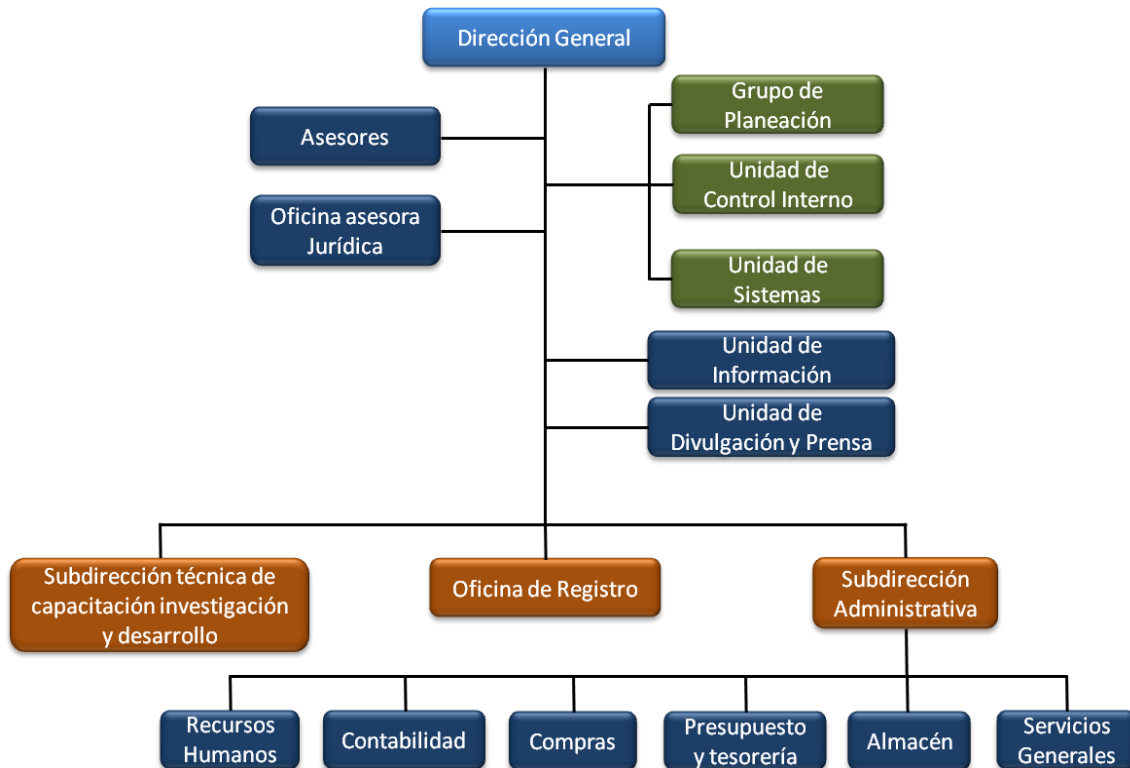 Dirección General
Asesores
Oficina asesora
Jurídica
Grupo de
Planeación
Unidad de
Control Interno
Unidad de
Sistemas
Unidad de
Información
Unidad de
Divulgación y Prensa
Subdirección técnica de
capacitación investigación
y desarrollo
Oficina de Registro
Subdirección
Administrativa
Recursos
Humanos
Contabilidad
Compras
Presupuesto
y tesorería
Almacén
Servicios
Generales